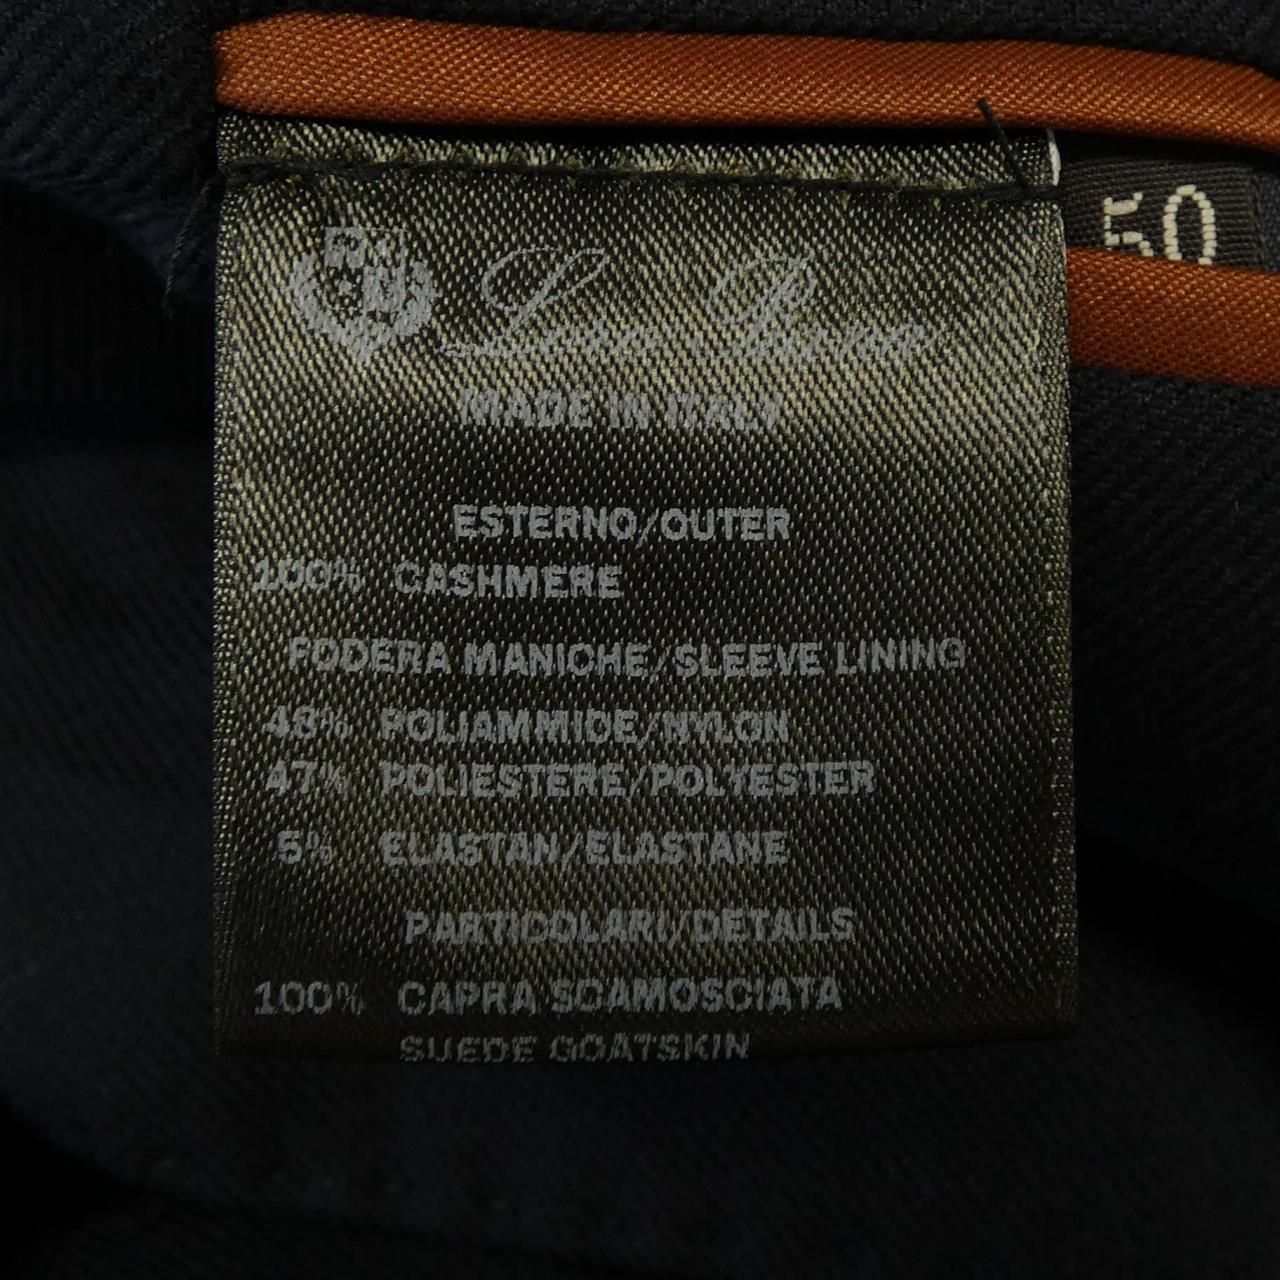 Loro Piana
50
MADE IN ITALY
ESTERNO/OUTER
100% CASHMERE
FODERA MANICHE/SLEEVE LINING
48% POLIAMMIDE/NYLON
47% POLIESTERE/POLYESTER
5% ELASTAN/ELASTANE
PARTICOLARI/DETAILS
100% CAPRA SCAMOSCIATA
SUEDE GOATSKIN